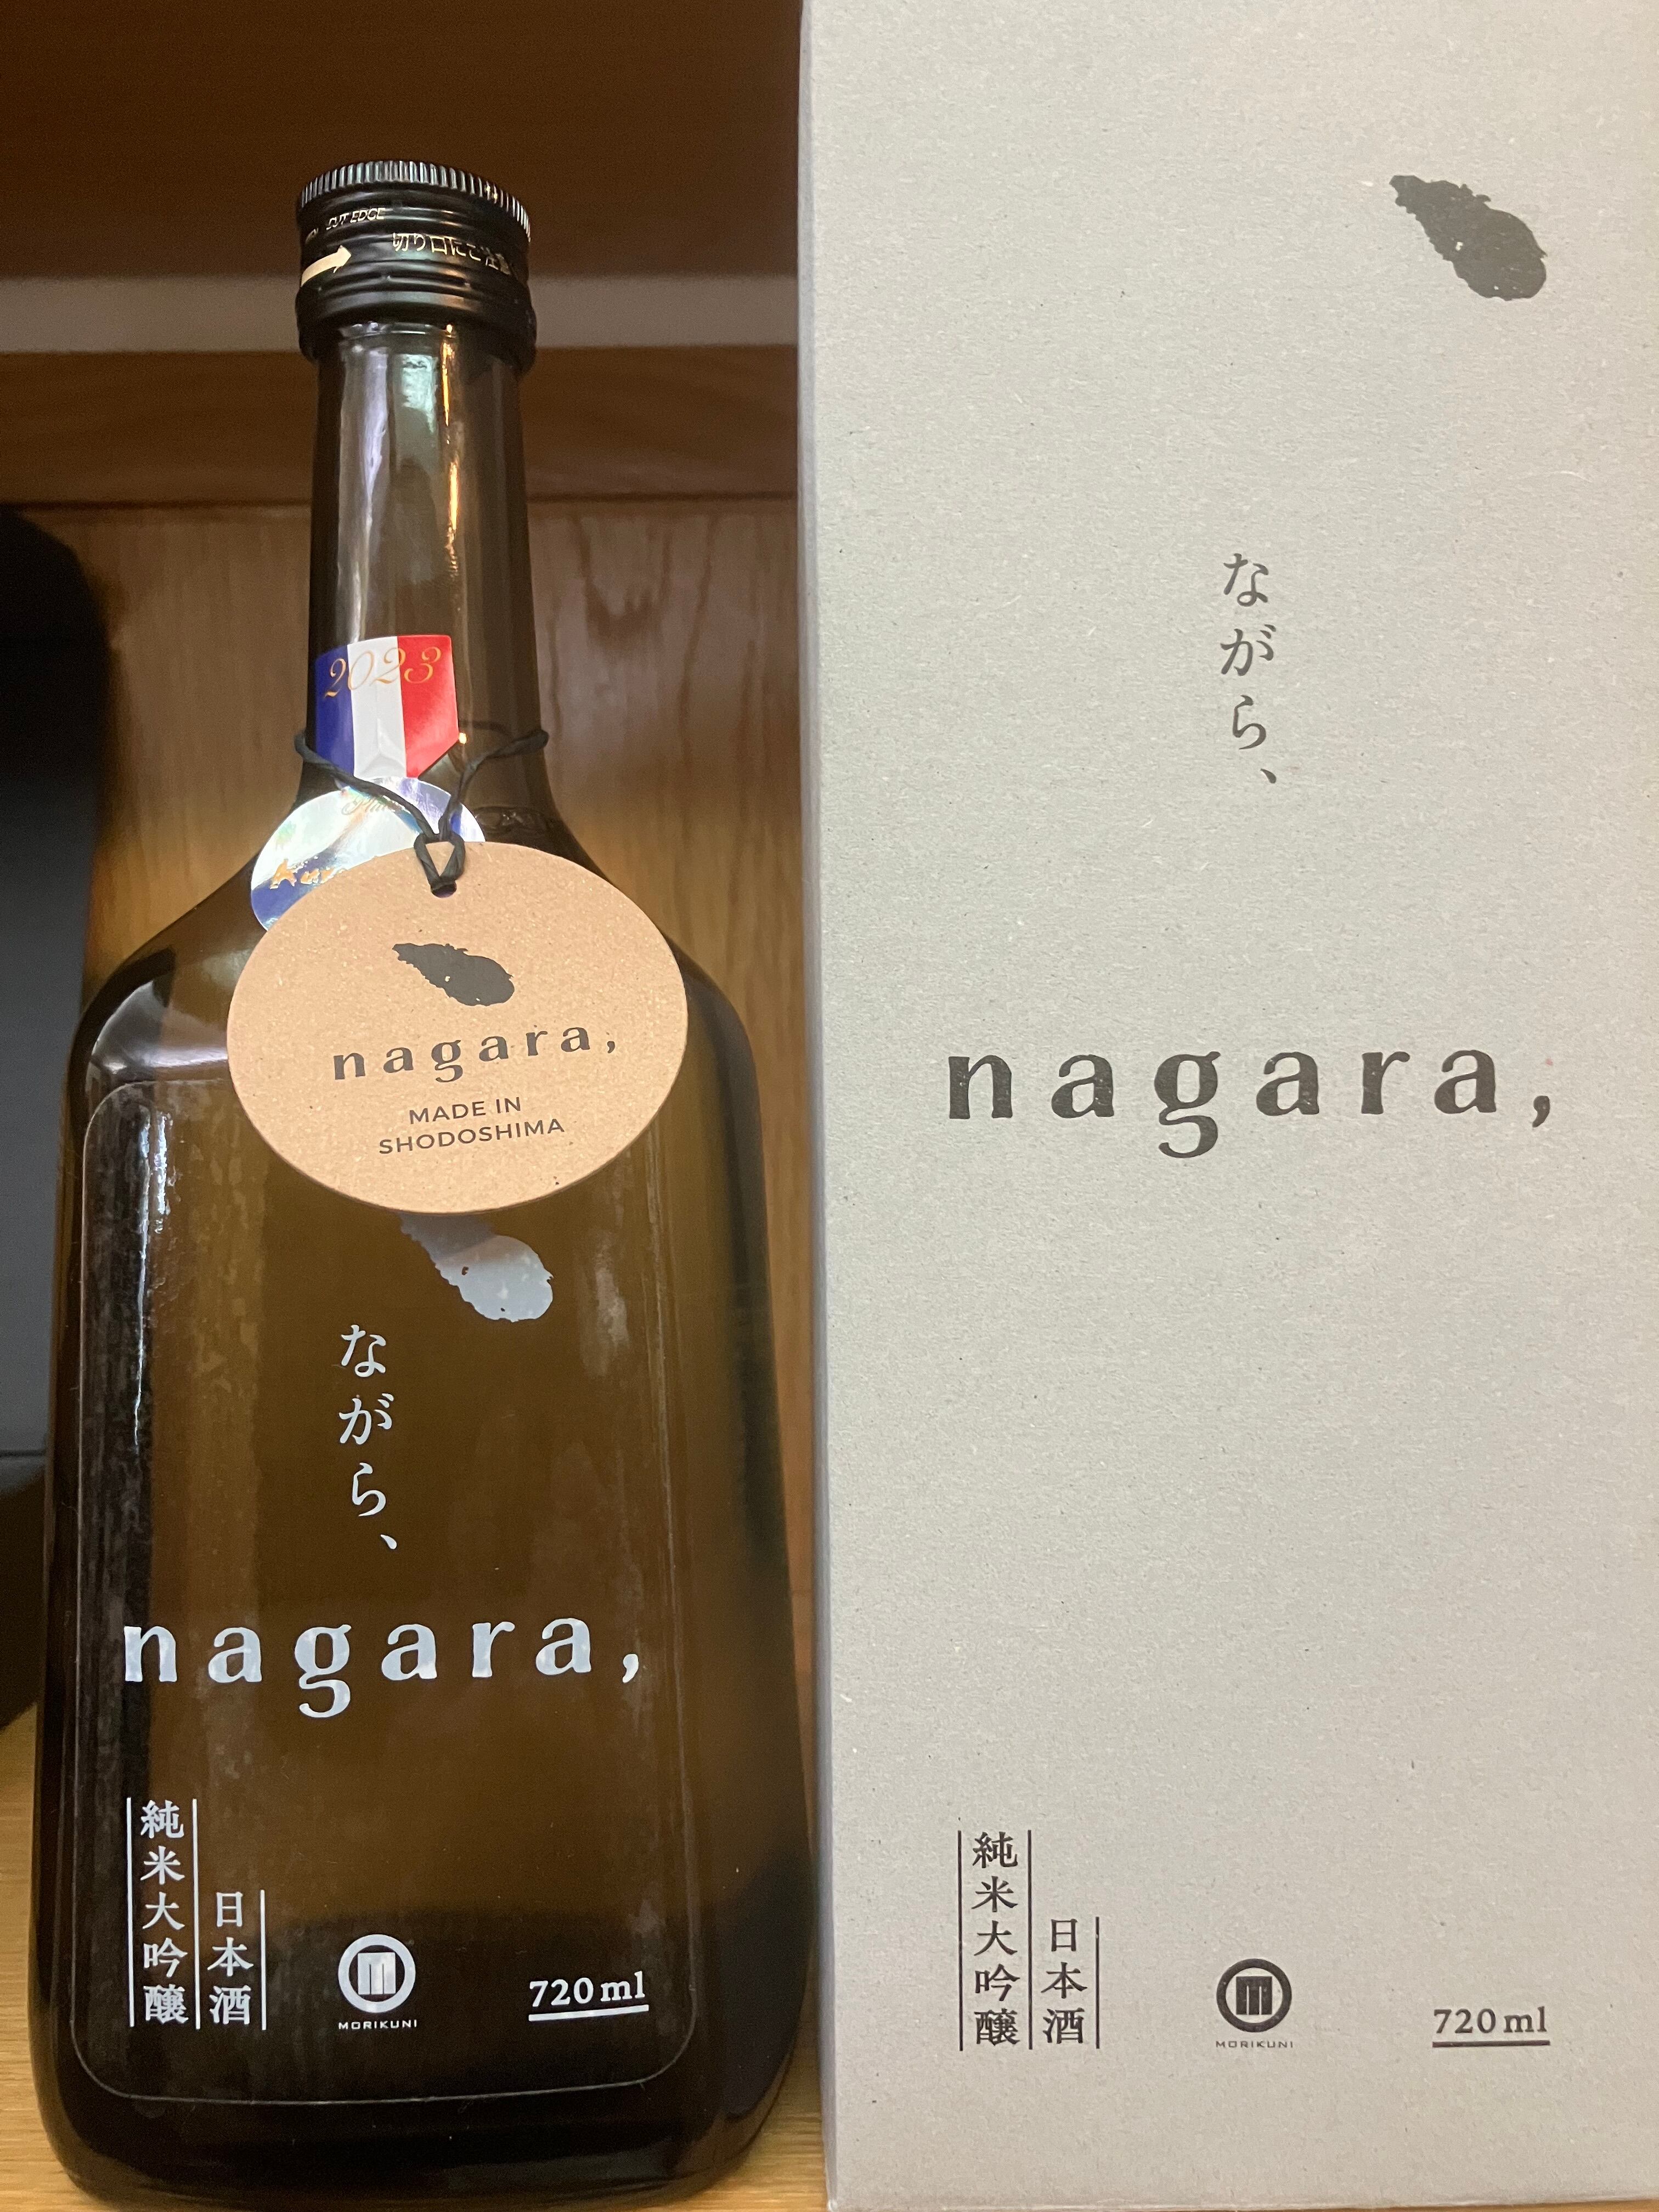 CUT EDGE
切り口にご注意
2023
nagara,
MADE IN
SHODOSHIMA
ながら、
nagara,
日本酒
純米大吟醸
MORIKUNI
720ml
ながら、
nagara,
日本酒
純米大吟醸
MORIKUNI
720ml